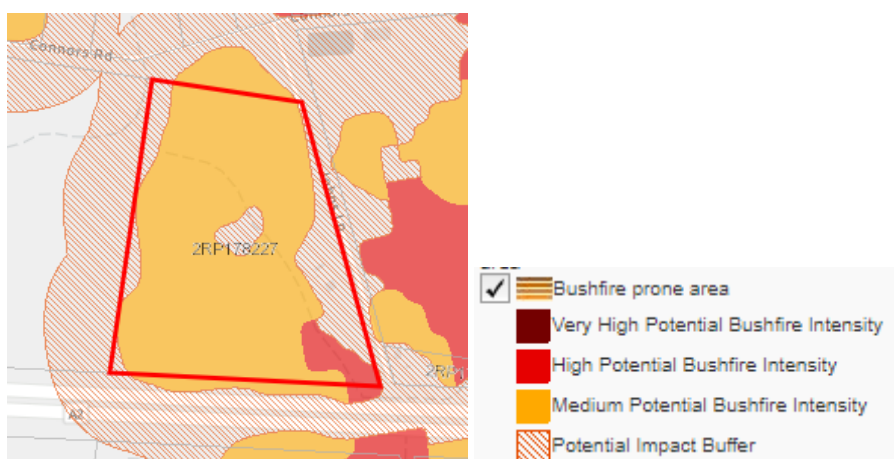 Connors Rd
2RP178227
A2
Bushfire prone area
Very High Potential Bushfire Intensity
High Potential Bushfire Intensity
Medium Potential Bushfire Intensity
Potential Impact Buffer